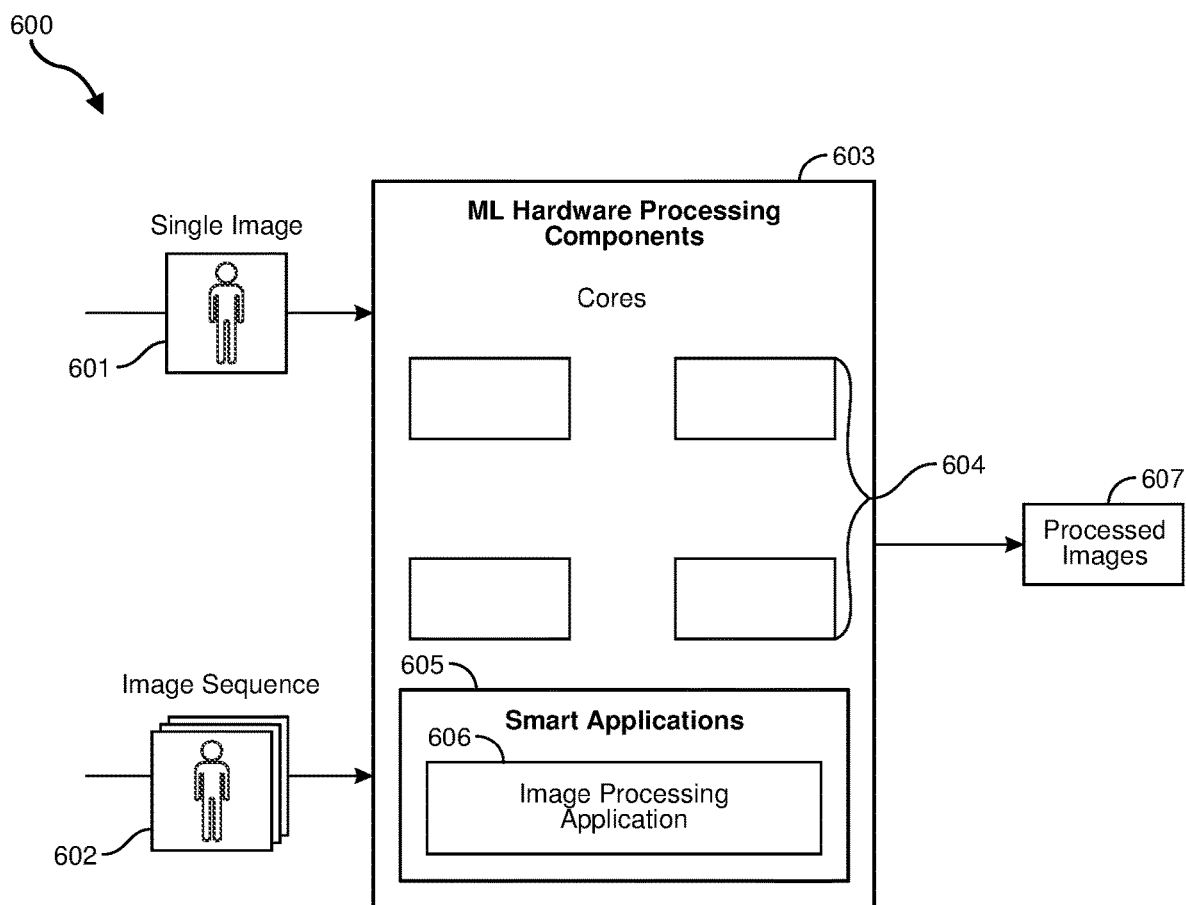 600
603
ML Hardware Processing
Components
Single Image
Cores
601
604
607
Processed
Images
605
Image Sequence
Smart Applications
606
Image Processing
Application
602